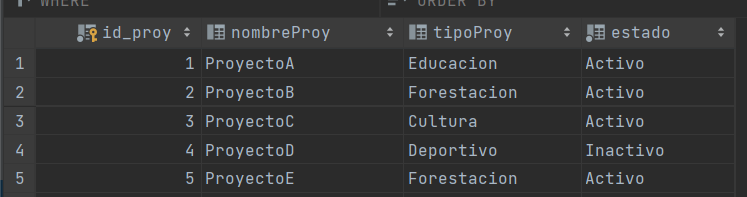 WHERE ORDER BY
id_proy nombreProy tipoProy estado
1 1 ProyectoA Educacion Activo
2 2 ProyectoB Forestacion Activo
3 3 ProyectoC Cultura Activo
4 4 ProyectoD Deportivo Inactivo
5 5 ProyectoE Forestacion Activo